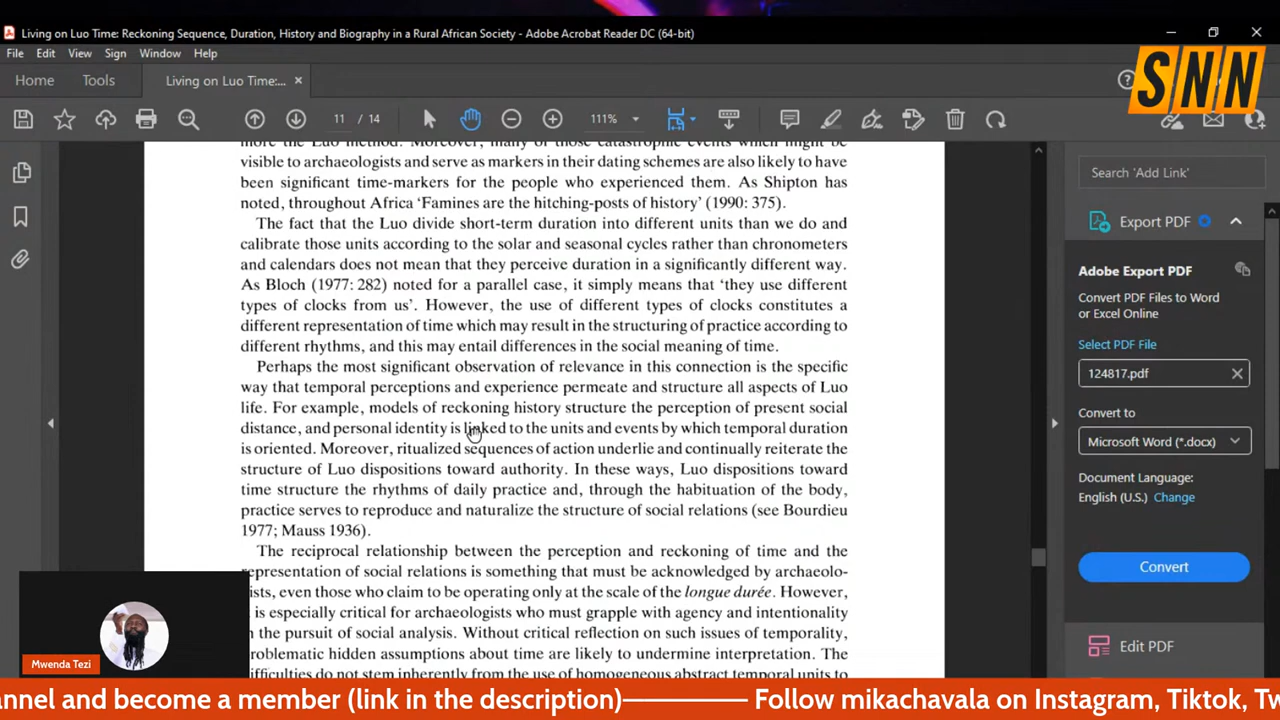 Living on Luo Time: Reckoning Sequence, Duration, History and Biography in a Rural African Society - Adobe Acrobat Reader DC (64-bit)
SNN
File Edit View Window Sign Help
Home Tools Living on Luo Time:...
11 / 14 111%
more the Luo method. Moreover, many of those catastrophic events which might be
visible to archaeologists and serve as markers in their dating schemes are also likely to have
been significant time-markers for the people who experienced them. As Shipton has
noted, throughout Africa ‘Famines are the hitching-posts of history’ (1990: 375).
The fact that the Luo divide short-term duration into different units than we do and
calibrate those units according to the solar and seasonal cycles rather than chronometers
and calendars does not mean that they perceive duration in a significantly different way.
As Bloch (1977: 282) noted for a parallel case, it simply means that ‘they use different
types of clocks from us’. However, the use of different types of clocks constitutes a
different representation of time which may result in the structuring of practice according to
different rhythms, and this may entail differences in the social meaning of time.
Perhaps the most significant observation of relevance in this connection is the specific
way that temporal perceptions and experience permeate and structure all aspects of Luo
life. For example, models of reckoning history structure the perception of present social
distance, and personal identity is linked to the units and events by which temporal duration
is oriented. Moreover, ritualized sequences of action underlie and continually reiterate the
structure of Luo dispositions toward authority. In these ways, Luo dispositions toward
time structure the rhythms of daily practice and, through the habituation of the body,
practice serves to reproduce and naturalize the structure of social relations (see Bourdieu
1977; Mauss 1936).
The reciprocal relationship between the perception and reckoning of time and the
representation of social relations is something that must be acknowledged by archaeolo-
ists, even those who claim to be operating only at the scale of the longue durée. However,
is especially critical for archaeologists who must grapple with agency and intentionality
n the pursuit of social analysis. Without critical reflection on such issues of temporality,
roblematic hidden assumptions about time are likely to undermine interpretation. The
ifficulties do not stem inherently from the use of homogeneous abstract temporal units to
Search 'Add Link'
Export PDF
Adobe Export PDF
Convert PDF Files to Word
or Excel Online
Select PDF File
124817.pdf
Convert to
Microsoft Word (*.docx)
Document Language:
English (U.S.) Change
Convert
Edit PDF
Mwenda Tezi
annel and become a member (link in the description)————— Follow mikachavala on Instagram, Tiktok, Tw